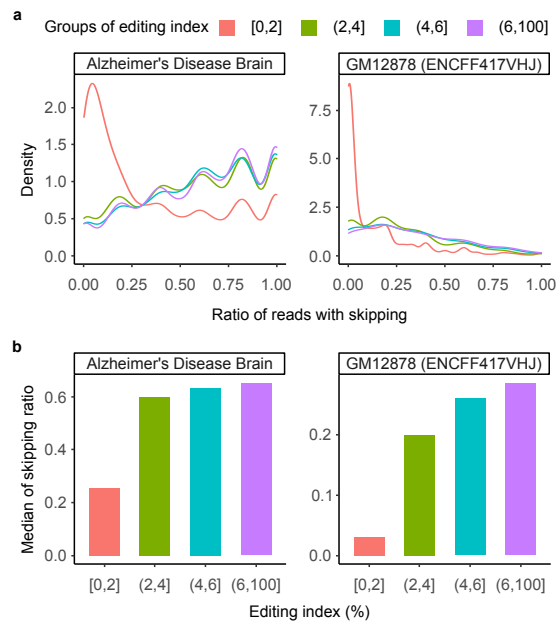 a
Groups of editing index [0,2] (2,4] (4,6] (6,100]
Alzheimer's Disease Brain GM12878 (ENCFF417VHJ)
Density
2.0
1.5
1.0
0.5
0.0
7.5
5.0
2.5
0.0
0.00 0.25 0.50 0.75 1.00 0.00 0.25 0.50 0.75 1.00
Ratio of reads with skipping
b
Alzheimer's Disease Brain GM12878 (ENCFF417VHJ)
Median of skipping ratio
0.6
0.4
0.2
0.0
0.2
0.1
0.0
[0,2] (2,4] (4,6] (6,100] [0,2] (2,4] (4,6] (6,100]
Editing index (%)